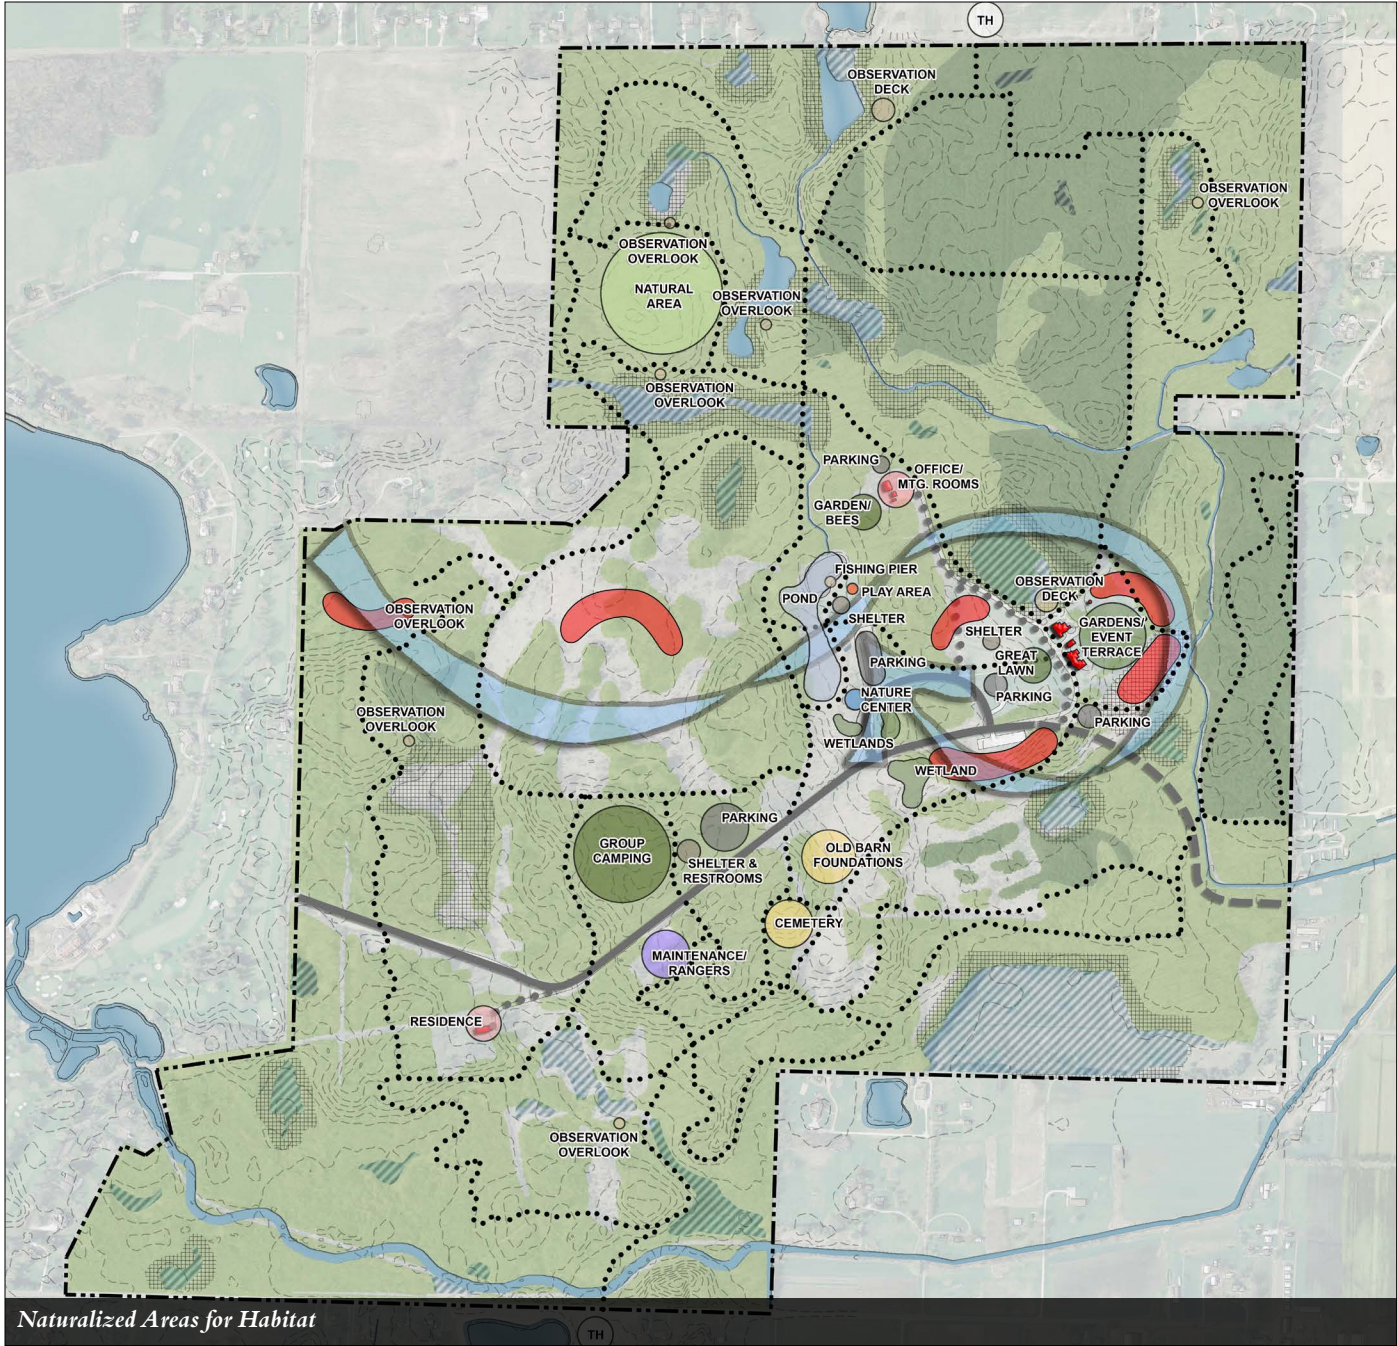 TH
OBSERVATION
DECK
OBSERVATION
OVERLOOK
OBSERVATION
OVERLOOK
NATURAL
AREA
OBSERVATION
OVERLOOK
OBSERVATION
OVERLOOK
PARKING
OFFICE/
MTG. ROOMS
GARDEN/
BEES
FISHING PIER
PLAY AREA
POND
SHELTER
OBSERVATION
DECK
OBSERVATION
OVERLOOK
GARDENS/
EVENT
TERRACE
SHELTER
GREAT
LAWN
PARKING
PARKING
NATURE
CENTER
PARKING
OBSERVATION
OVERLOOK
WETLANDS
WETLAND
PARKING
GROUP
CAMPING
SHELTER &
RESTROOMS
OLD BARN
FOUNDATIONS
CEMETERY
MAINTENANCE/
RANGERS
RESIDENCE
OBSERVATION
OVERLOOK
Naturalized Areas for Habitat
TH